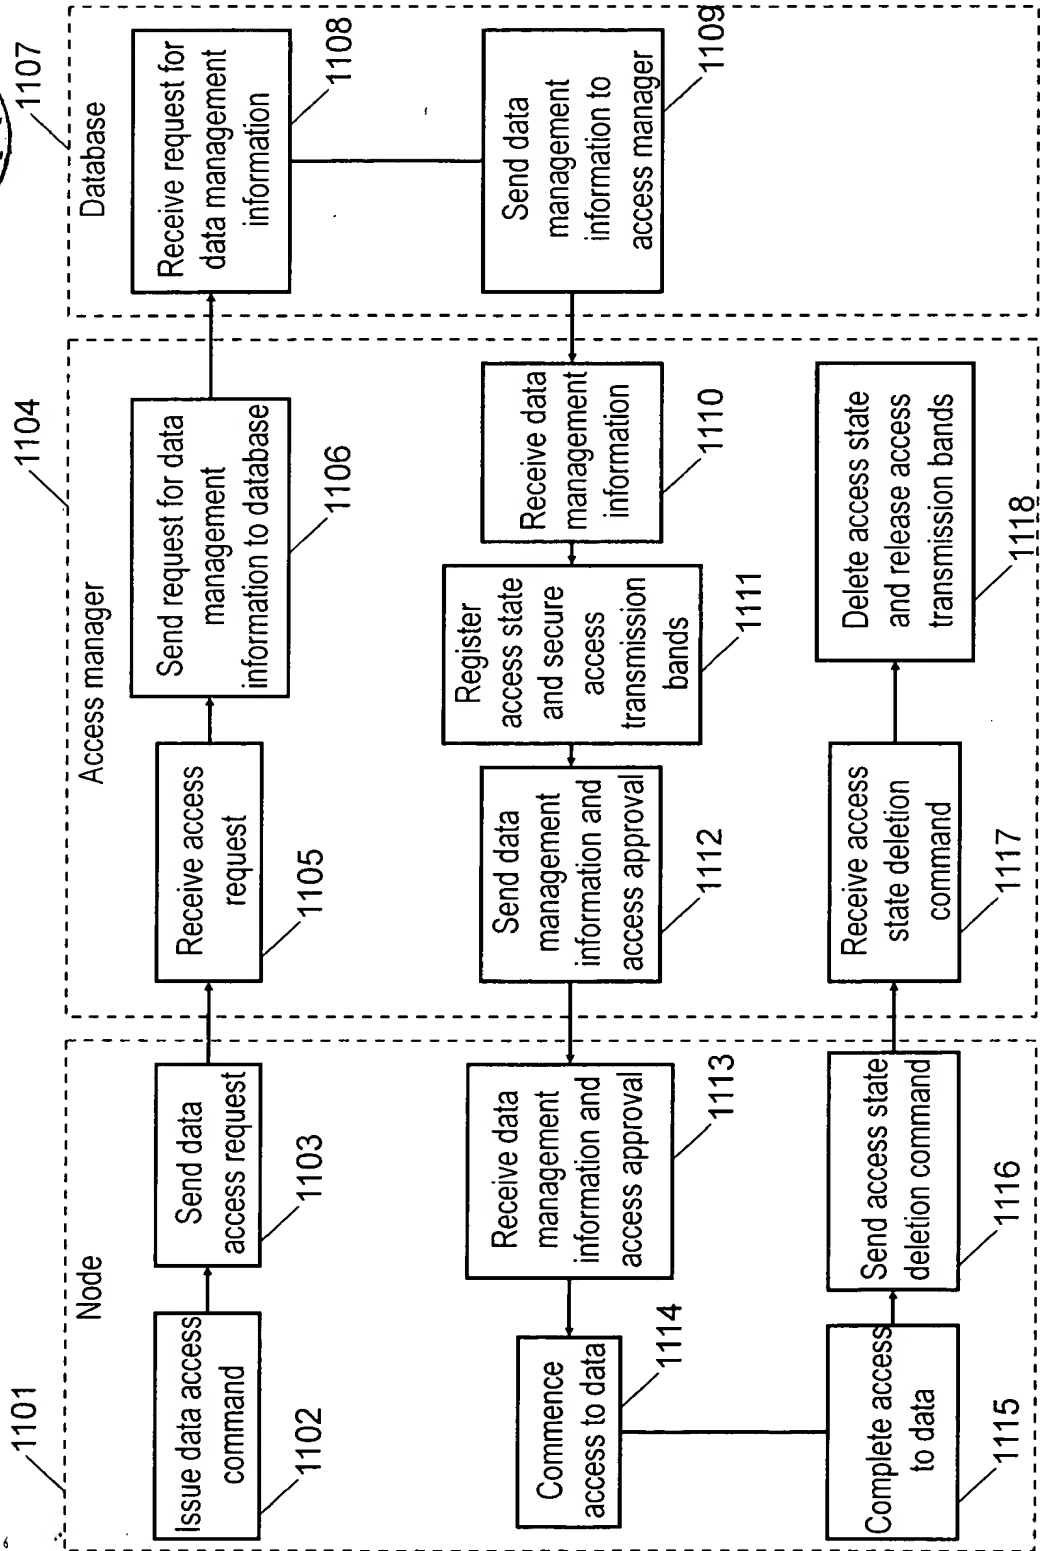 1101
Node
Issue data access
command
1102
Send data
access request
1103
1104
Access manager
Receive access
request
1105
Send request for data
management
information to database
1106
1107
Database
Receive request for
data management
information
1108
Send data
management
information to
access manager
1109
Receive data
management
information
1110
Register
access state
and secure
access
transmission
bands
1111
Send data
management
information and
access approval
1112
Receive data
management
information and
access approval
1113
Commence
access to data
1114
Complete access
to data
1115
Send access state
deletion command
1116
Receive access
state deletion
command
1117
Delete access state
and release access
transmission bands
1118